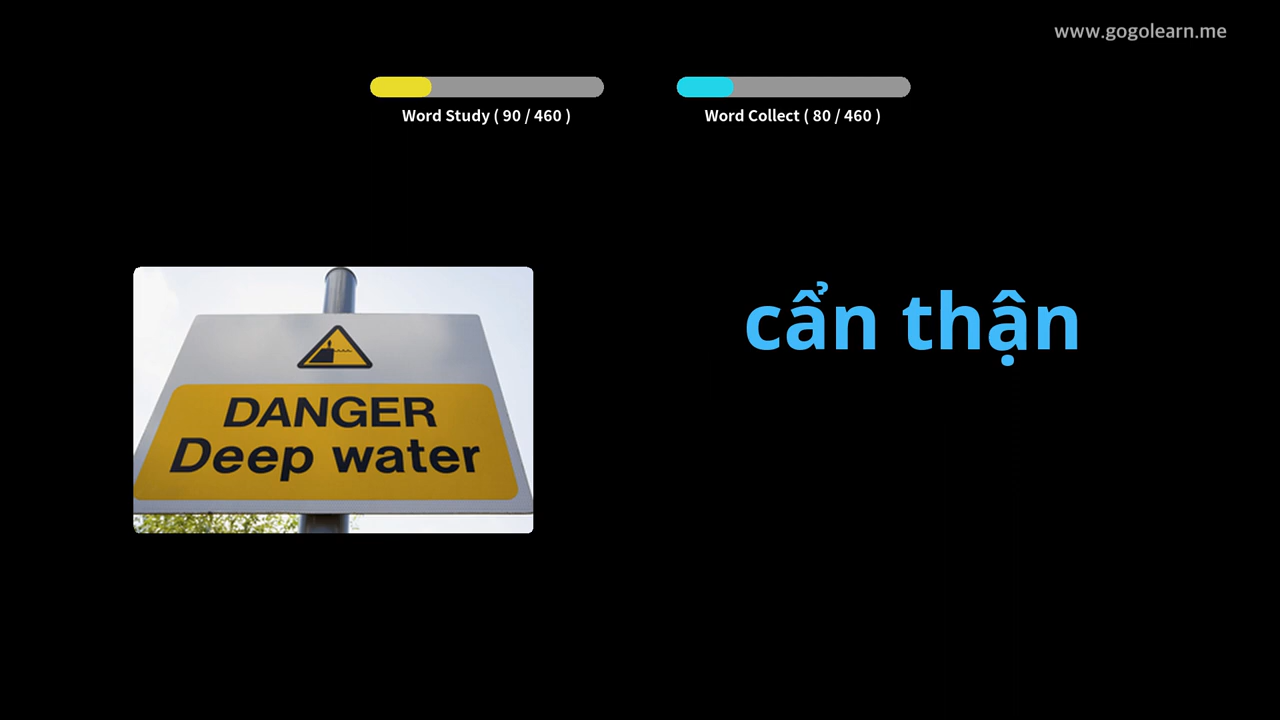 www.gogolearn.me
Word Study ( 90 / 460 )
Word Collect ( 80 / 460 )
cẩn thận
DANGER
Deep water